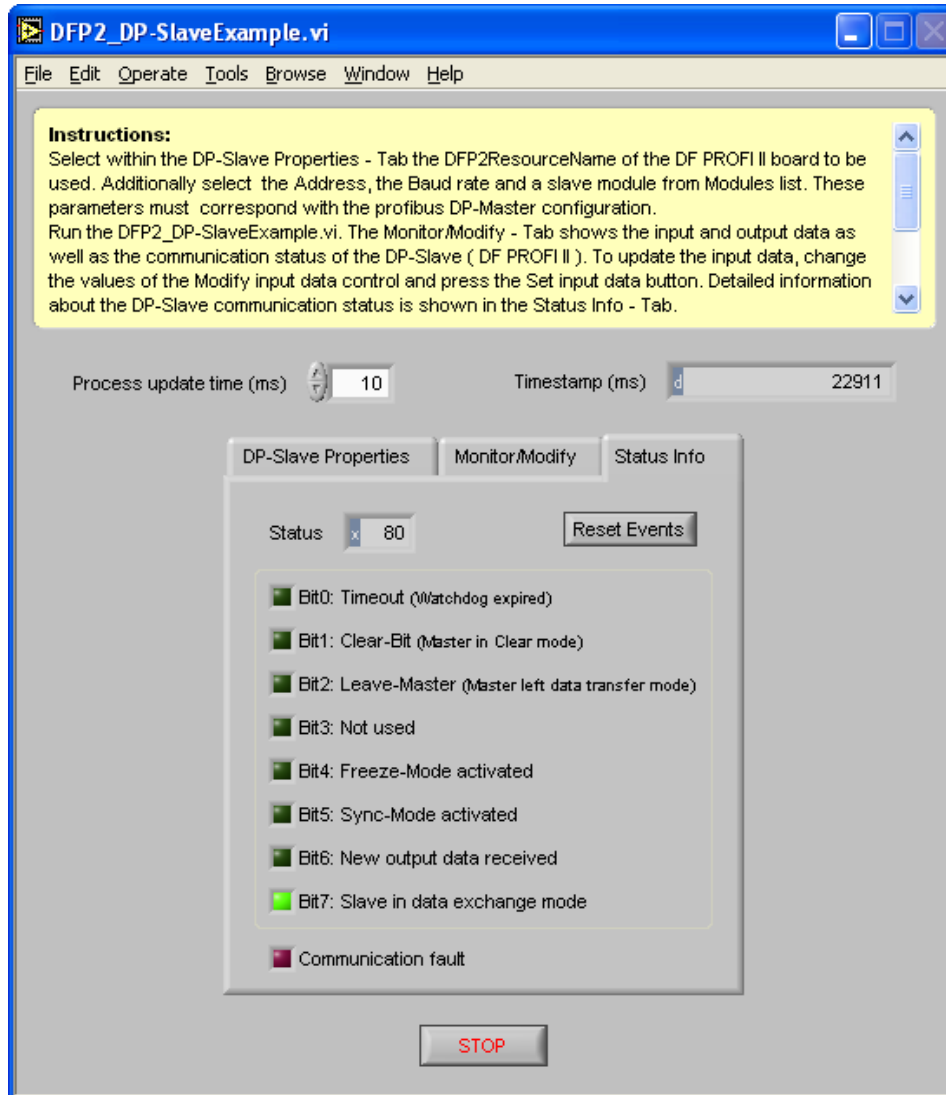 DFP2_DP-SlaveExample.vi
File Edit Operate Tools Browse Window Help
Instructions:
Select within the DP-Slave Properties - Tab the DFP2ResourceName of the DF PROFI II board to be
used. Additionally select the Address, the Baud rate and a slave module from Modules list. These
parameters must correspond with the profibus DP-Master configuration.
Run the DFP2_DP-SlaveExample.vi. The Monitor/Modify - Tab shows the input and output data as
well as the communication status of the DP-Slave ( DF PROFI II ). To update the input data, change
the values of the Modify input data control and press the Set input data button. Detailed information
about the DP-Slave communication status is shown in the Status Info - Tab.
Process update time (ms) 10 Timestamp (ms) d 22911
DP-Slave Properties Monitor/Modify Status Info
Status x 80 Reset Events
Bit0: Timeout (Watchdog expired)
Bit1: Clear-Bit (Master in Clear mode)
Bit2: Leave-Master (Master left data transfer mode)
Bit3: Not used
Bit4: Freeze-Mode activated
Bit5: Sync-Mode activated
Bit6: New output data received
Bit7: Slave in data exchange mode
Communication fault
STOP